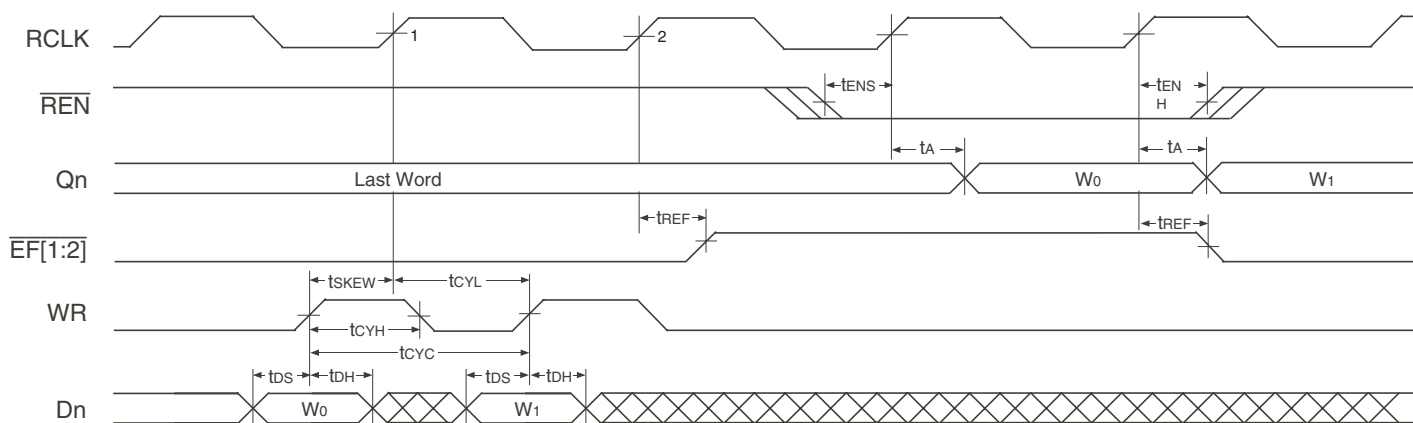 RCLK
1
2
REN
tENS
tEN
H
tA
tA
Qn
Last Word
W0
W1
tREF
tREF
EF[1:2]
tSKEW
tCYL
WR
tCYH
tCYC
tDS
tDH
tDS
tDH
Dn
W0
W1